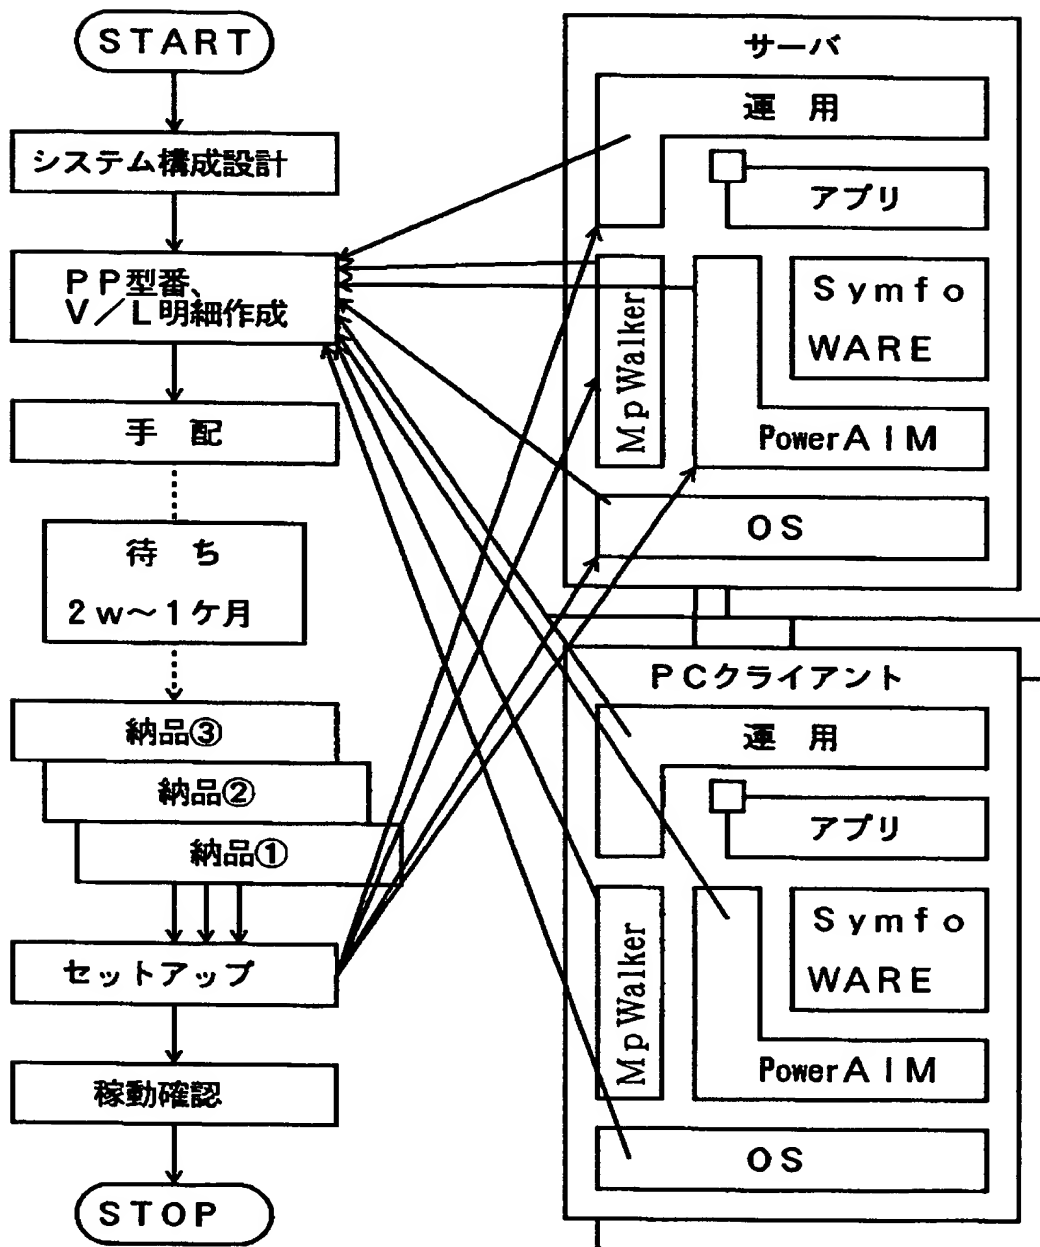 START
システム構成設計
PP型番、
V／L明細作成
手 配
待 ち
2w～1ケ月
納品③
納品②
納品①
セットアップ
稼動確認
STOP
サーバ
運 用
アプリ
Symfo
WARE
MpWalker
PowerAIM
OS
PCクライアント
運 用
アプリ
Symfo
WARE
MpWalker
PowerAIM
OS